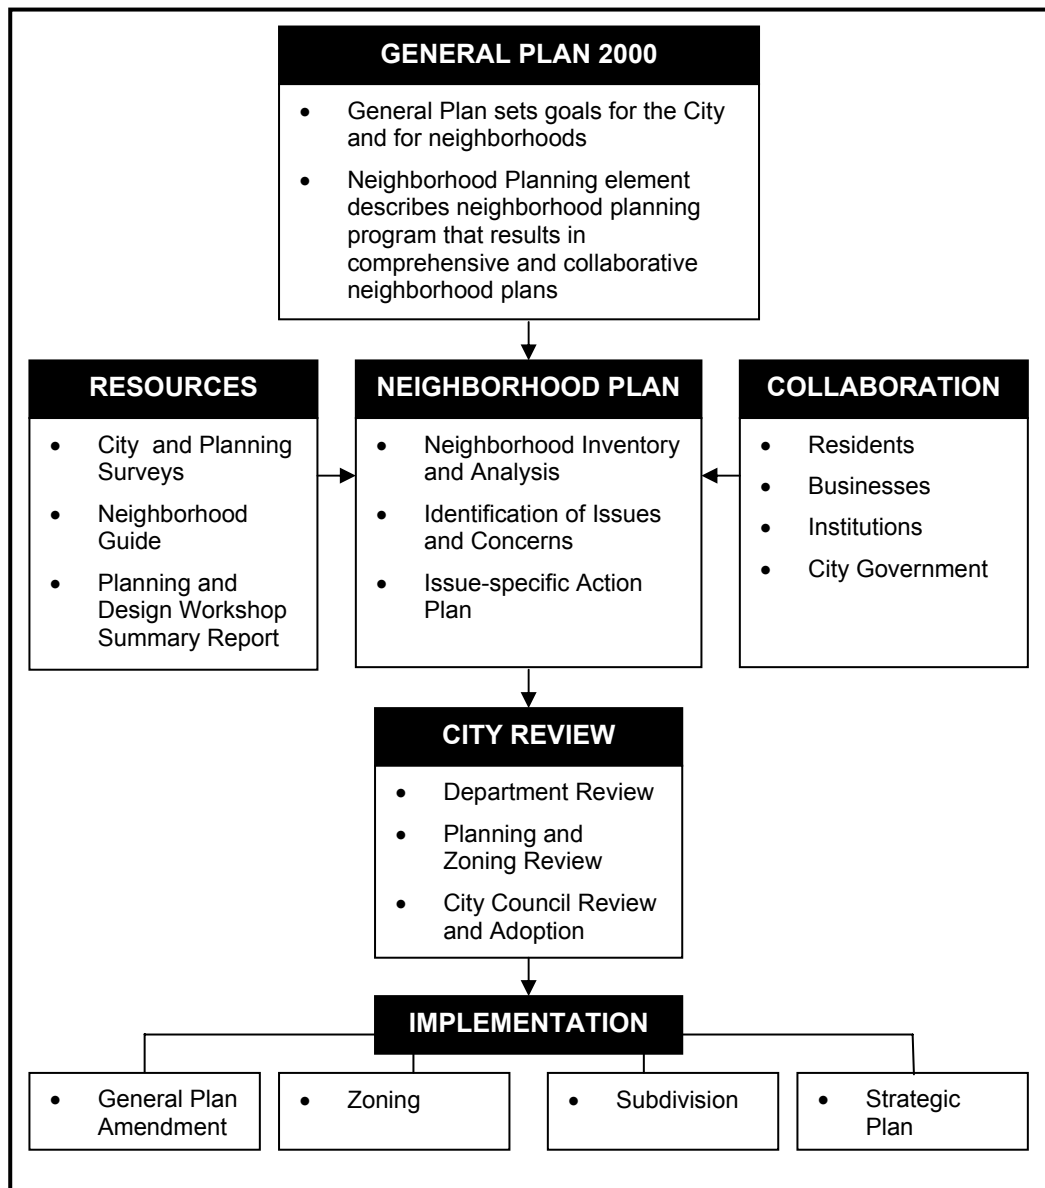 GENERAL PLAN 2000
• General Plan sets goals for the City
and for neighborhoods
• Neighborhood Planning element
describes neighborhood planning
program that results in
comprehensive and collaborative
neighborhood plans
RESOURCES
• City and Planning
Surveys
• Neighborhood
Guide
• Planning and
Design Workshop
Summary Report
NEIGHBORHOOD PLAN
• Neighborhood Inventory
and Analysis
• Identification of Issues
and Concerns
• Issue-specific Action
Plan
COLLABORATION
• Residents
• Businesses
• Institutions
• City Government
CITY REVIEW
• Department Review
• Planning and
Zoning Review
• City Council Review
and Adoption
IMPLEMENTATION
• General Plan
Amendment
• Zoning
• Subdivision
• Strategic
Plan